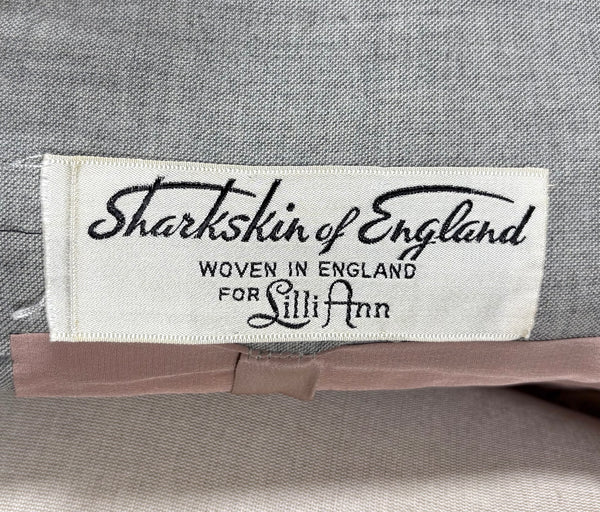 Sharkskin of England
WOVEN IN ENGLAND
FOR Lilli Ann